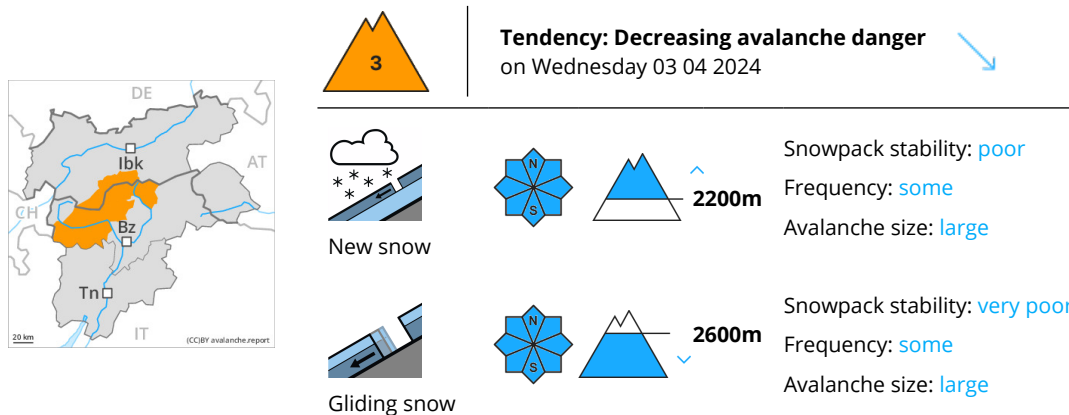 3
Tendency: Decreasing avalanche danger
on Wednesday 03 04 2024
DE
Ibk
AT
CH
Bz
Tn
IT
20 km
(CC)BY avalanche.report
N
S
2200m
Snowpack stability: poor
Frequency: some
Avalanche size: large
New snow
N
S
2600m
Snowpack stability: very poor
Frequency: some
Avalanche size: large
Gliding snow